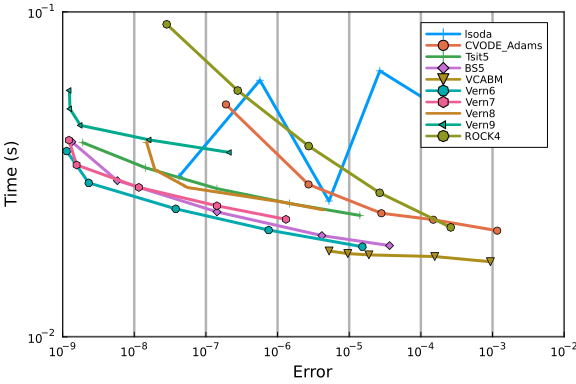 10⁻¹
lsoda
CVODE_Adams
Tsit5
BS5
VCABM
Vern6
Vern7
Vern8
Vern9
ROCK4
Time (s)
10⁻²
10⁻⁹ 10⁻⁸ 10⁻⁷ 10⁻⁶ 10⁻⁵ 10⁻⁴ 10⁻³ 10⁻²
Error